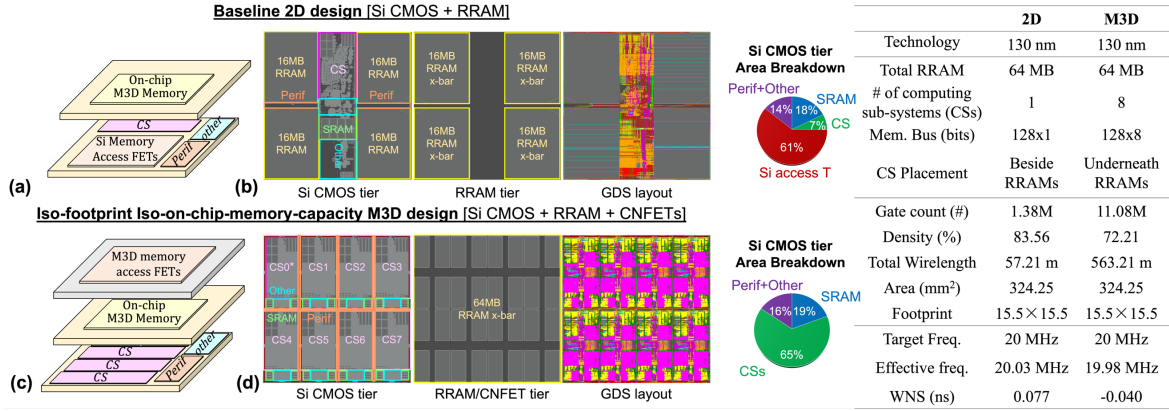 Baseline 2D design [Si CMOS + RRAM]
On-chip
M3D Memory
CS
Si Memory
Access FETs
Perif
other
(a)
(b)
16MB
RRAM
CS
16MB
RRAM
Perif
Perif
16MB
RRAM
SRAM
Other
16MB
RRAM
Si CMOS tier
16MB
RRAM
x-bar
16MB
RRAM
x-bar
16MB
RRAM
x-bar
16MB
RRAM
x-bar
RRAM tier
GDS layout
Si CMOS tier
Area Breakdown
Perif+Other
14%
18%
SRAM
7%
CS
61%
Si access T
Iso-footprint Iso-on-chip-memory-capacity M3D design [Si CMOS + RRAM + CNFETs]
M3D memory
access FETs
On-chip
M3D Memory
CS
CS
CS
Perif
other
(c)
(d)
CS0*
CS1
CS2
CS3
Other
SRAM
Perif
CS4
CS5
CS6
CS7
Si CMOS tier
64MB
RRAM x-bar
RRAM/CNFET tier
GDS layout
Si CMOS tier
Area Breakdown
Perif+Other
16%
19%
SRAM
65%
CSs
2D M3D
Technology 130 nm 130 nm
Total RRAM 64 MB 64 MB
# of computing
sub-systems (CSs) 1 8
Mem. Bus (bits) 128x1 128x8
CS Placement Beside RRAMs Underneath RRAMs
Gate count (#) 1.38M 11.08M
Density (%) 83.56 72.21
Total Wirelength 57.21 m 563.21 m
Area (mm²) 324.25 324.25
Footprint 15.5×15.5 15.5×15.5
Target Freq. 20 MHz 20 MHz
Effective freq. 20.03 MHz 19.98 MHz
WNS (ns) 0.077 -0.040